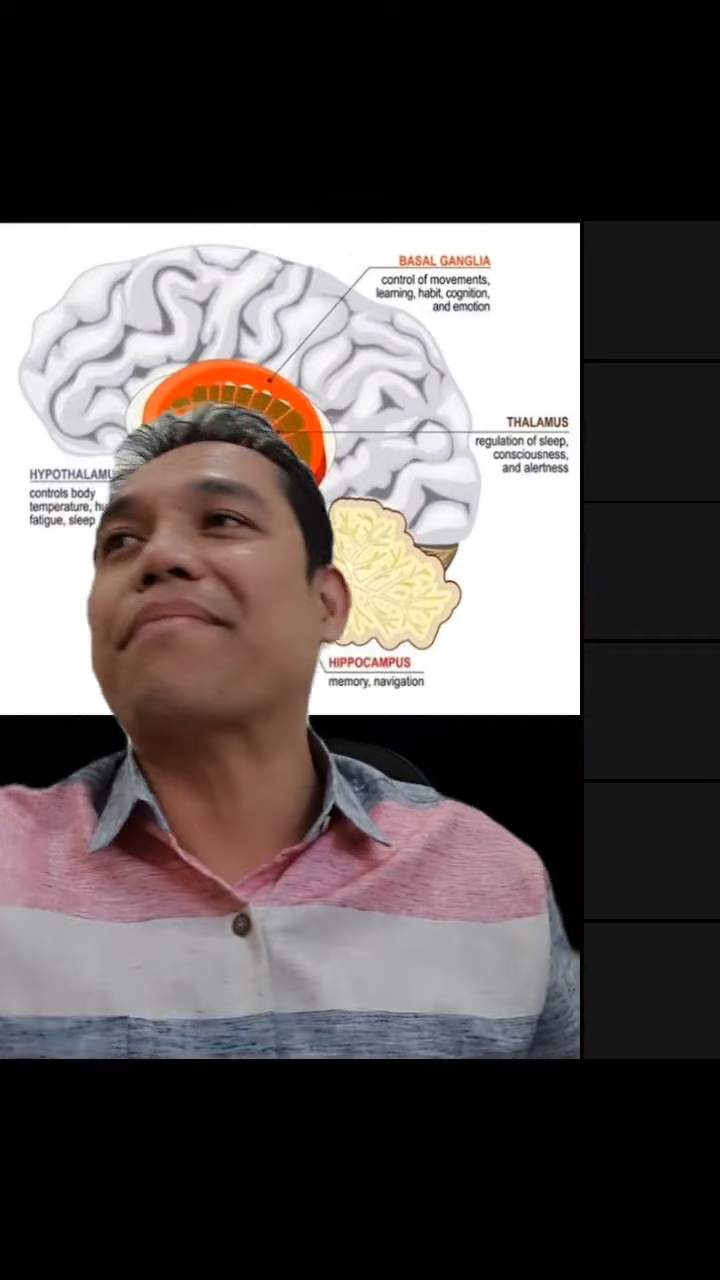 BASAL GANGLIA
control of movements,
learning, habit, cognition,
and emotion
THALAMUS
regulation of sleep,
consciousness,
and alertness
controls body
temperature,
fatigue, sleep
HIPPOCAMPUS
memory, navigation